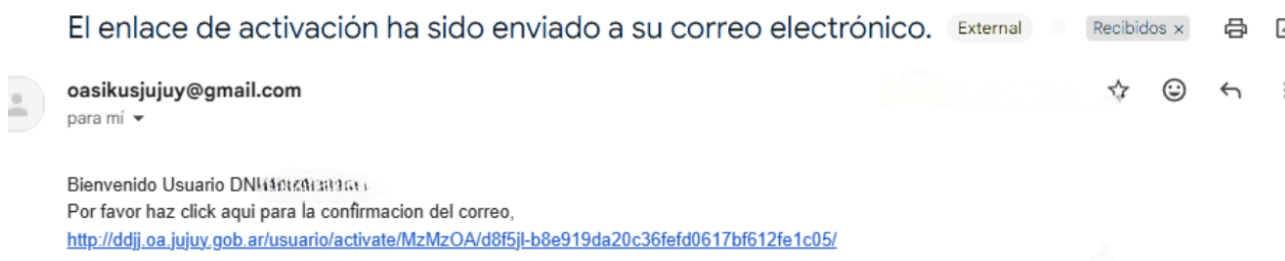 El enlace de activación ha sido enviado a su correo electrónico. External Recibidos x
oasikusjujuy@gmail.com
para mí
Bienvenido Usuario DNI
Por favor haz click aqui para la confirmacion del correo,
http://ddjj.oa.jujuy.gob.ar/usuario/activate/MzMzOA/d8f5jl-b8e919da20c36fefd0617bf612fe1c05/